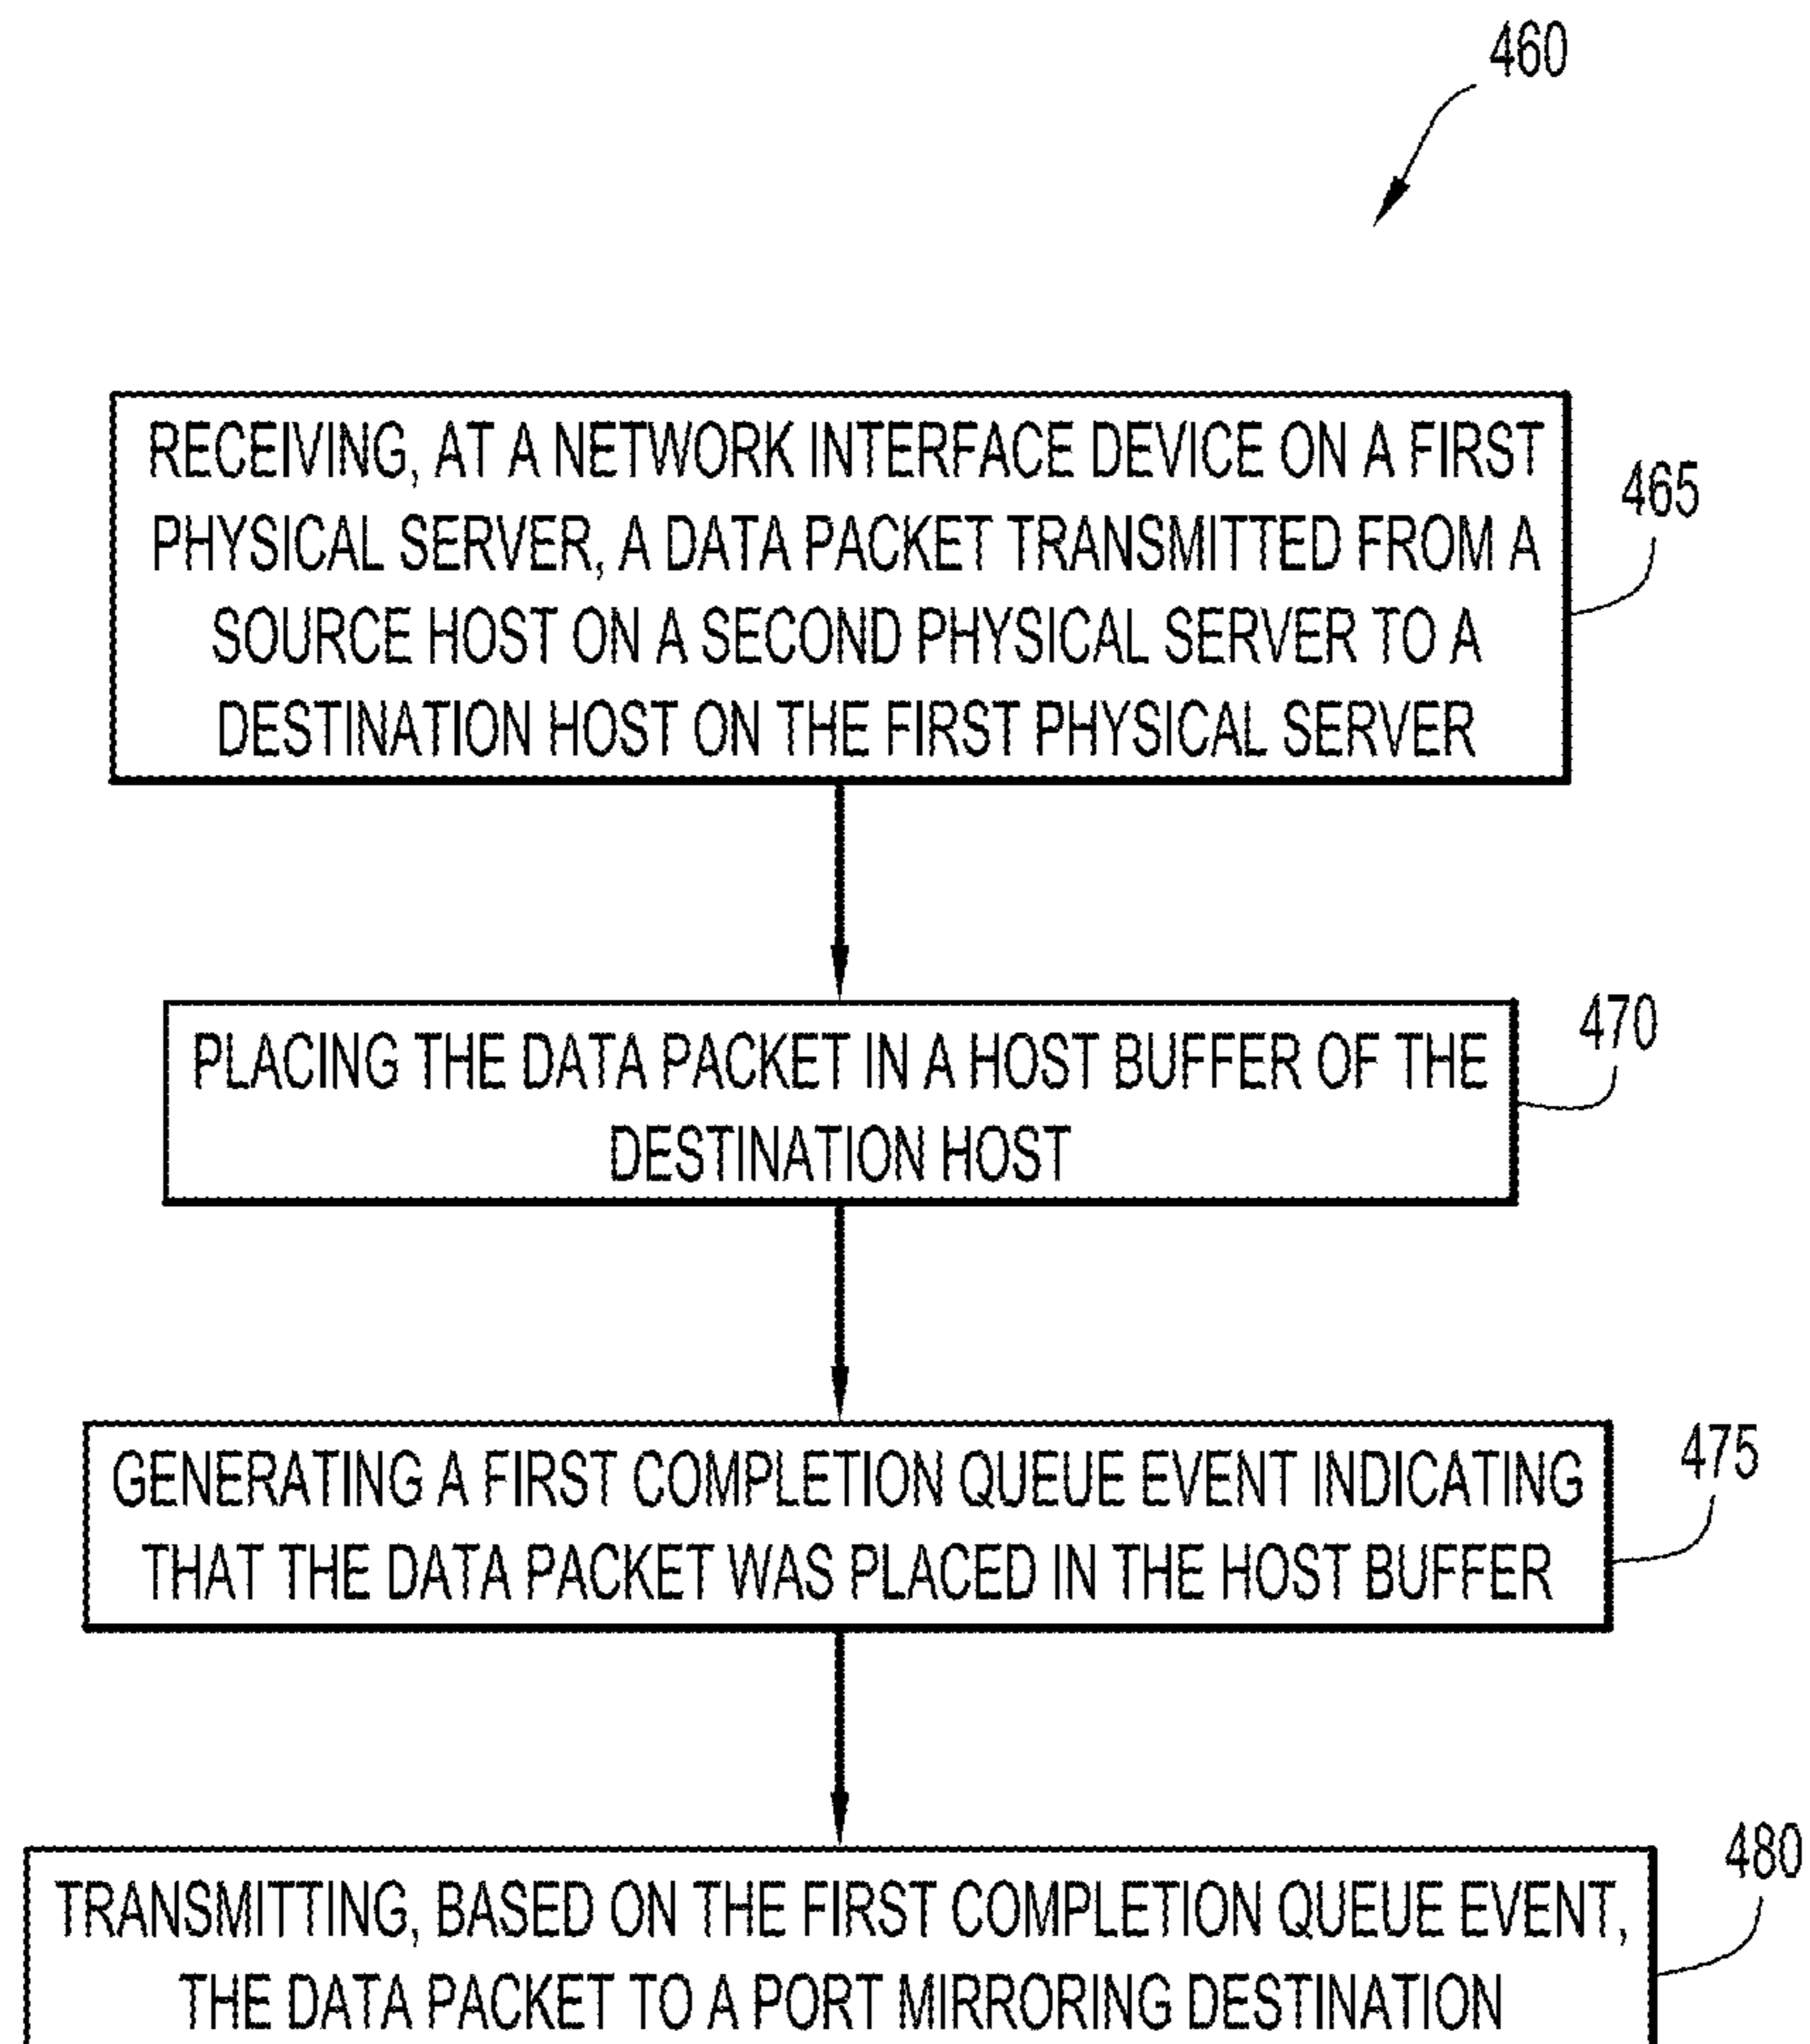 460
RECEIVING, AT A NETWORK INTERFACE DEVICE ON A FIRST
PHYSICAL SERVER, A DATA PACKET TRANSMITTED FROM A
SOURCE HOST ON A SECOND PHYSICAL SERVER TO A
DESTINATION HOST ON THE FIRST PHYSICAL SERVER
465
PLACING THE DATA PACKET IN A HOST BUFFER OF THE
DESTINATION HOST
470
GENERATING A FIRST COMPLETION QUEUE EVENT INDICATING
THAT THE DATA PACKET WAS PLACED IN THE HOST BUFFER
475
TRANSMITTING, BASED ON THE FIRST COMPLETION QUEUE EVENT,
THE DATA PACKET TO A PORT MIRRORING DESTINATION
480